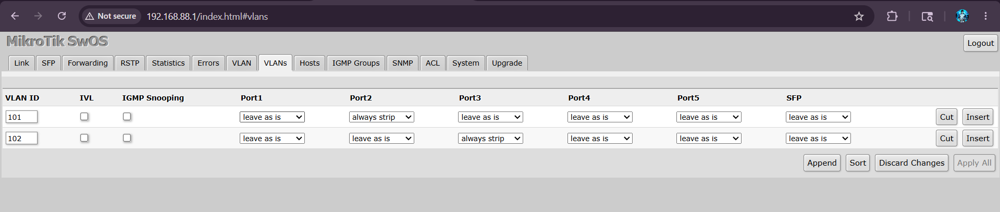 Not secure 192.168.88.1/index.html#vlans
MikroTik SwOS
Logout
Link SFP Forwarding RSTP Statistics Errors VLAN VLANs Hosts IGMP Groups SNMP ACL System Upgrade
VLAN ID IVL IGMP Snooping Port1 Port2 Port3 Port4 Port5 SFP
101 leave as is always strip leave as is leave as is leave as is leave as is Cut Insert
102 leave as is leave as is always strip leave as is leave as is leave as is Cut Insert
Append Sort Discard Changes Apply All